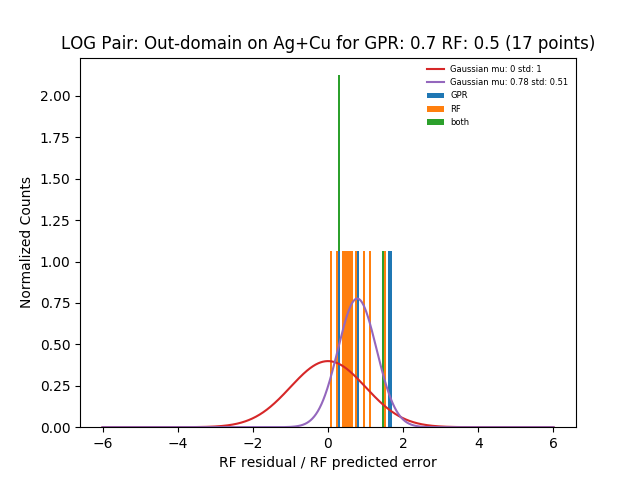 LOG Pair: Out-domain on Ag+Cu for GPR: 0.7 RF: 0.5 (17 points)
Gaussian mu: 0 std: 1
Gaussian mu: 0.78 std: 0.51
GPR
RF
both
Normalized Counts
2.00
1.75
1.50
1.25
1.00
0.75
0.50
0.25
0.00
−6 −4 −2 0 2 4 6
RF residual / RF predicted error